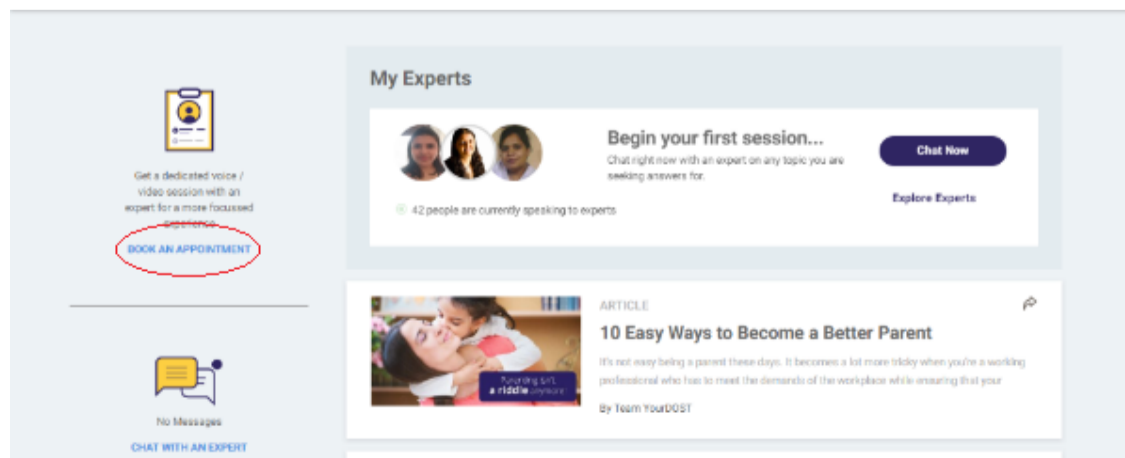 Get a dedicated voice /
video session with an
expert for a more focussed
experience
BOOK AN APPOINTMENT
No Messages
CHAT WITH AN EXPERT
My Experts
Begin your first session...
Chat right now with an expert on any topic you are
seeking answers for.
Chat Now
Explore Experts
42 people are currently speaking to experts
ARTICLE
10 Easy Ways to Become a Better Parent
It's not easy being a parent these days. It becomes a lot more tricky when you're a working
professional who has to meet the demands of the workplace while ensuring that your
By Team YourDOST
Parenting isn't
a riddle anymore!